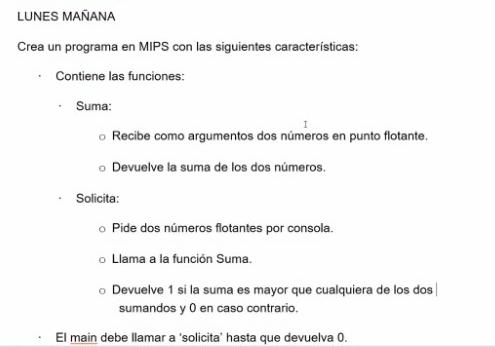 LUNES MAÑANA
Crea un programa en MIPS con las siguientes características:
· Contiene las funciones:
· Suma:
o Recibe como argumentos dos números en punto flotante.
o Devuelve la suma de los dos números.
· Solicita:
o Pide dos números flotantes por consola.
o Llama a la función Suma.
o Devuelve 1 si la suma es mayor que cualquiera de los dos
sumandos y 0 en caso contrario.
· El main debe llamar a ‘solicita’ hasta que devuelva 0.